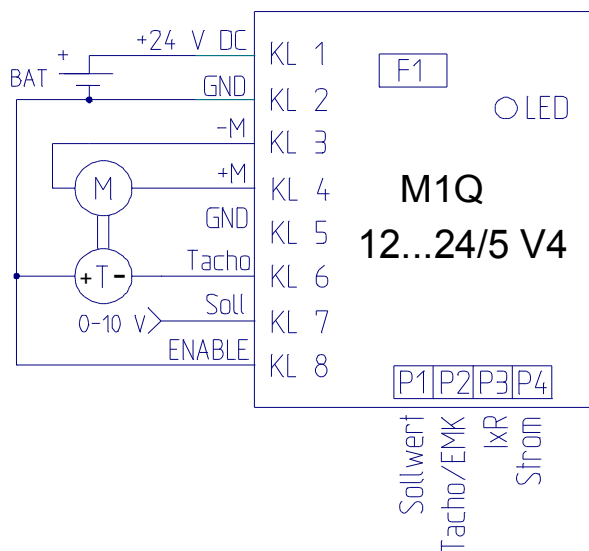 +24 V DC
KL 1
F1
+
BAT
GND
KL 2
LED
-M
KL 3
+M
M
KL 4
M1Q
GND
KL 5
12...24/5 V4
Tacho
+T-
KL 6
Soll
0-10 V
KL 7
ENABLE
KL 8
P1 P2 P3 P4
Sollwert
Tacho/EMK
IxR
Strom